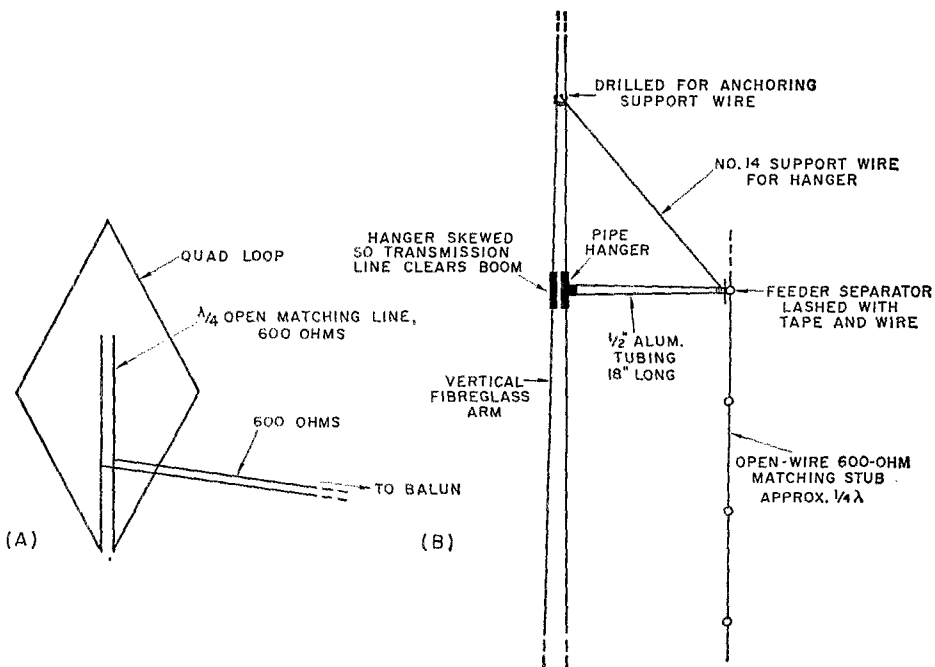 QUAD LOOP
λ/4 OPEN MATCHING LINE,
600 OHMS
600 OHMS
TO BALUN
(A)
DRILLED FOR ANCHORING
SUPPORT WIRE
NO. 14 SUPPORT WIRE
FOR HANGER
HANGER SKEWED
SO TRANSMISSION
LINE CLEARS BOOM
PIPE
HANGER
FEEDER SEPARATOR
LASHED WITH
TAPE AND WIRE
1/2" ALUM.
TUBING
18" LONG
VERTICAL
FIBREGLASS
ARM
OPEN-WIRE 600-OHM
MATCHING STUB
APPROX. 1/4 λ
(B)